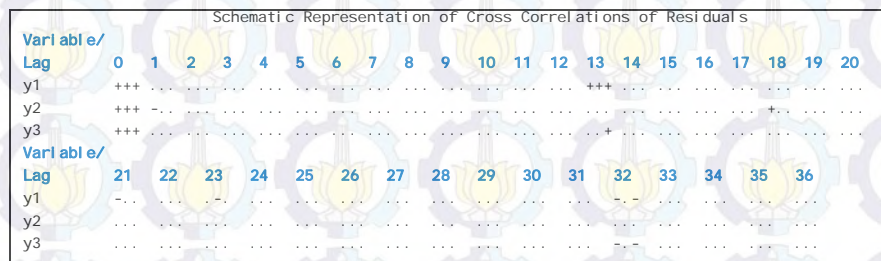 Schematic Representation of Cross Correlations of Residuals
Variable/
Lag 0 1 2 3 4 5 6 7 8 9 10 11 12 13 14 15 16 17 18 19 20
y1 +++ ... ... ... ... ... ... ... ... ... ... ... ... +++ ... ... ... ... ... ... ...
y2 +++ -.. ... ... ... ... ... ... ... ... ... ... ... ... ... ... ... ... +.. ... ...
y3 +++ ... ... ... ... ... ... ... ... ... ... ... ... ..+ ... ... ... ... ... ... ...
Variable/
Lag 21 22 23 24 25 26 27 28 29 30 31 32 33 34 35 36
y1 -.. ... .-. ... ... ... ... ... ... ... ... -.- ... ... ... ...
y2 ... ... ... ... ... ... ... ... ... ... ... ... ... ... ... ...
y3 ... ... ... ... ... ... ... ... ... ... ... -.- ... ... ... ...